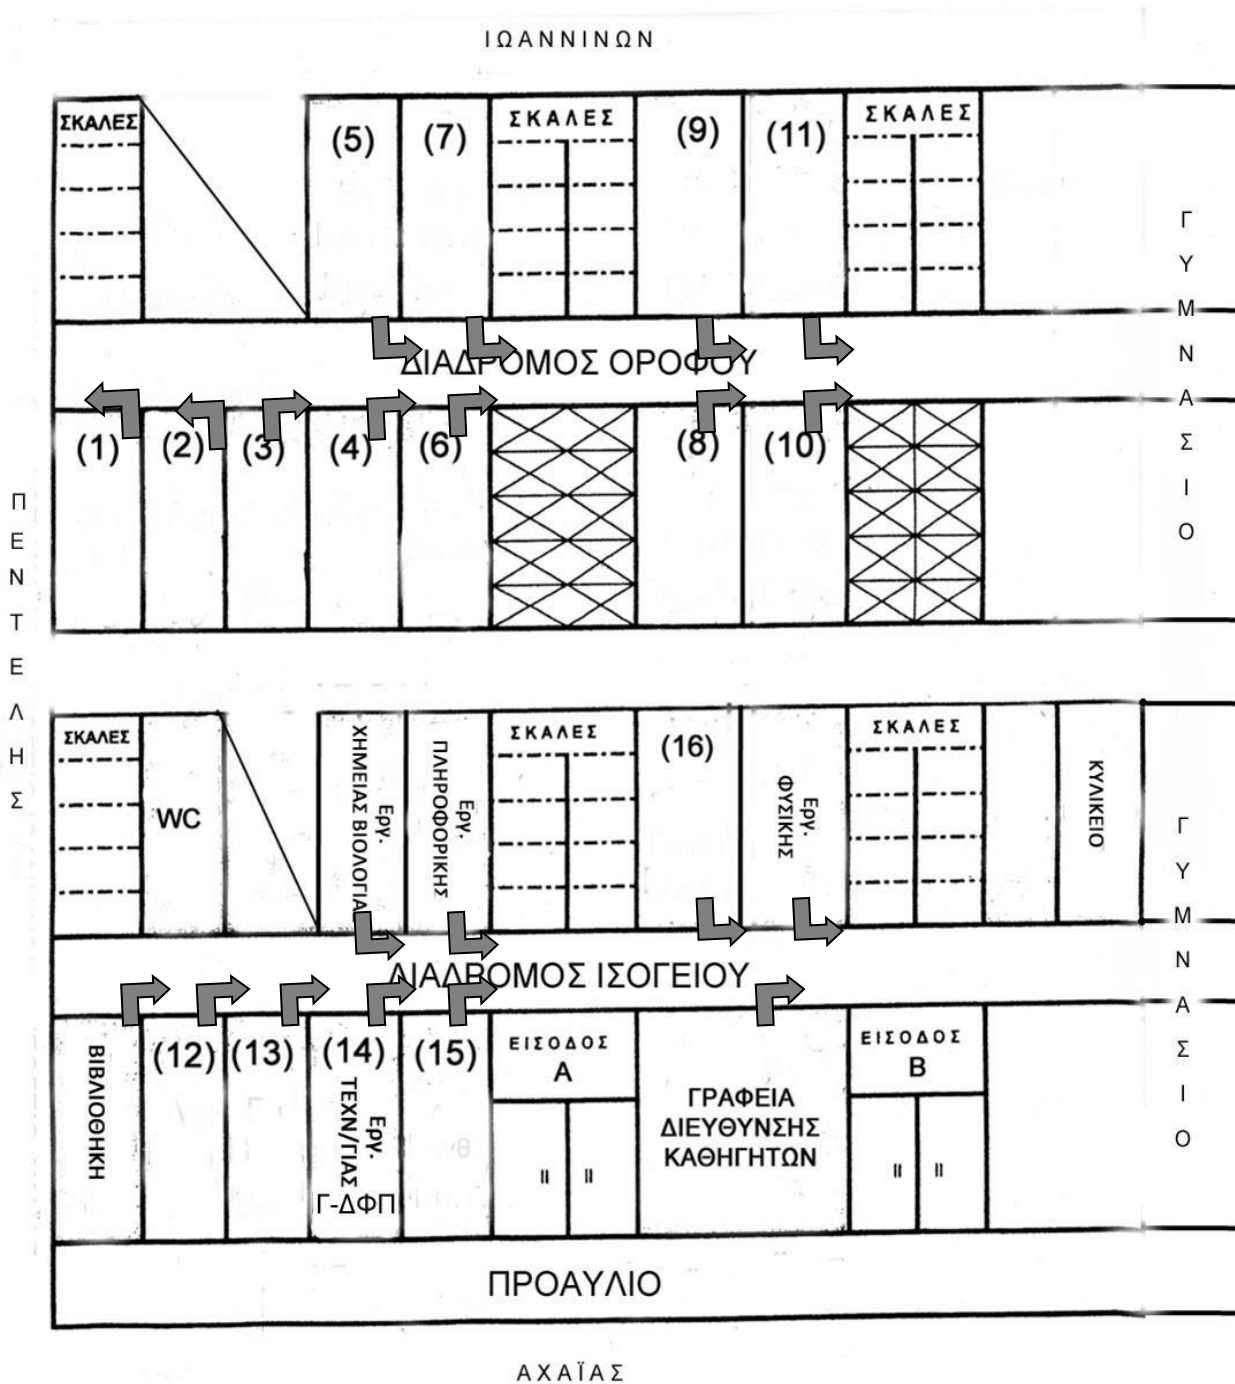 ΙΩΑΝΝΙΝΩΝ
ΣΚΑΛΕΣ
(5)
(7)
ΣΚΑΛΕΣ
(9)
(11)
ΣΚΑΛΕΣ
ΓΥΜΝΑΣΙΟ
ΔΙΑΔΡΟΜΟΣ ΟΡΟΦΟΥ
(1)
(2)
(3)
(4)
(6)
(8)
(10)
ΠΕΝΤΕΛΗΣ
ΣΚΑΛΕΣ
WC
Εργ.
ΧΗΜΕΙΑΣ ΒΙΟΛΟΓΙΑ
Εργ.
ΠΛΗΡΟΦΟΡΙΚΗΣ
ΣΚΑΛΕΣ
(16)
Εργ.
ΦΥΣΙΚΗΣ
ΣΚΑΛΕΣ
ΚΥΛΙΚΕΙΟ
ΓΥΜΝΑΣΙΟ
ΔΙΑΔΡΟΜΟΣ ΙΣΟΓΕΙΟΥ
ΒΙΒΛΙΟΘΗΚΗ
(12)
(13)
(14)
Εργ.
ΤΕΧΝ/ΓΙΑΣ
Γ-ΔΦΠ
(15)
ΕΙΣΟΔΟΣ
Α
ΓΡΑΦΕΙΑ
ΔΙΕΥΘΥΝΣΗΣ
ΚΑΘΗΓΗΤΩΝ
ΕΙΣΟΔΟΣ
Β
ΠΡΟΑΥΛΙΟ
ΑΧΑΪΑΣ